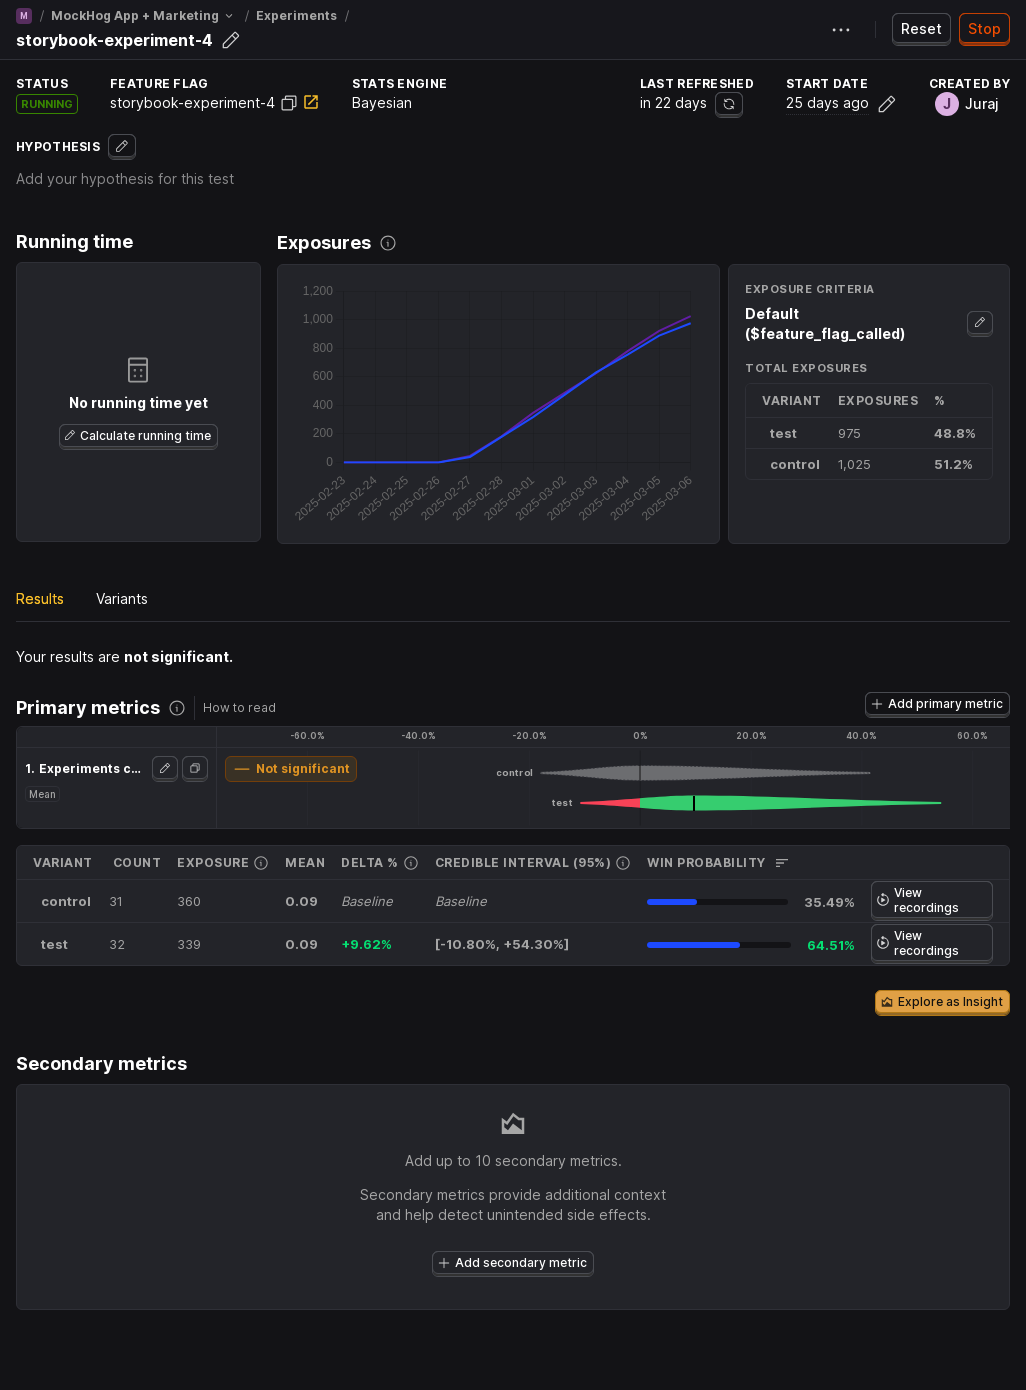 M / MockHog App + Marketing / Experiments /
storybook-experiment-4
Reset
Stop
STATUS
RUNNING
FEATURE FLAG
storybook-experiment-4
STATS ENGINE
Bayesian
LAST REFRESHED
in 22 days
START DATE
25 days ago
CREATED BY
J Juraj
HYPOTHESIS
Add your hypothesis for this test
Running time
No running time yet
Calculate running time
Exposures
1,200
1,000
800
600
400
200
0
2025-02-23
2025-02-24
2025-02-25
2025-02-26
2025-02-27
2025-02-28
2025-03-01
2025-03-02
2025-03-03
2025-03-04
2025-03-05
2025-03-06
EXPOSURE CRITERIA
Default
($feature_flag_called)
TOTAL EXPOSURES
VARIANT EXPOSURES %
test 975 48.8%
control 1,025 51.2%
Results Variants
Your results are not significant.
Primary metrics
How to read
Add primary metric
-60.0% -40.0% -20.0% 0% 20.0% 40.0% 60.0%
1. Experiments c...
Mean
Not significant
control
test
VARIANT COUNT EXPOSURE MEAN DELTA % CREDIBLE INTERVAL (95%) WIN PROBABILITY
control 31 360 0.09 Baseline Baseline 35.49% View recordings
test 32 339 0.09 +9.62% [-10.80%, +54.30%] 64.51% View recordings
Explore as Insight
Secondary metrics
Add up to 10 secondary metrics.
Secondary metrics provide additional context
and help detect unintended side effects.
Add secondary metric